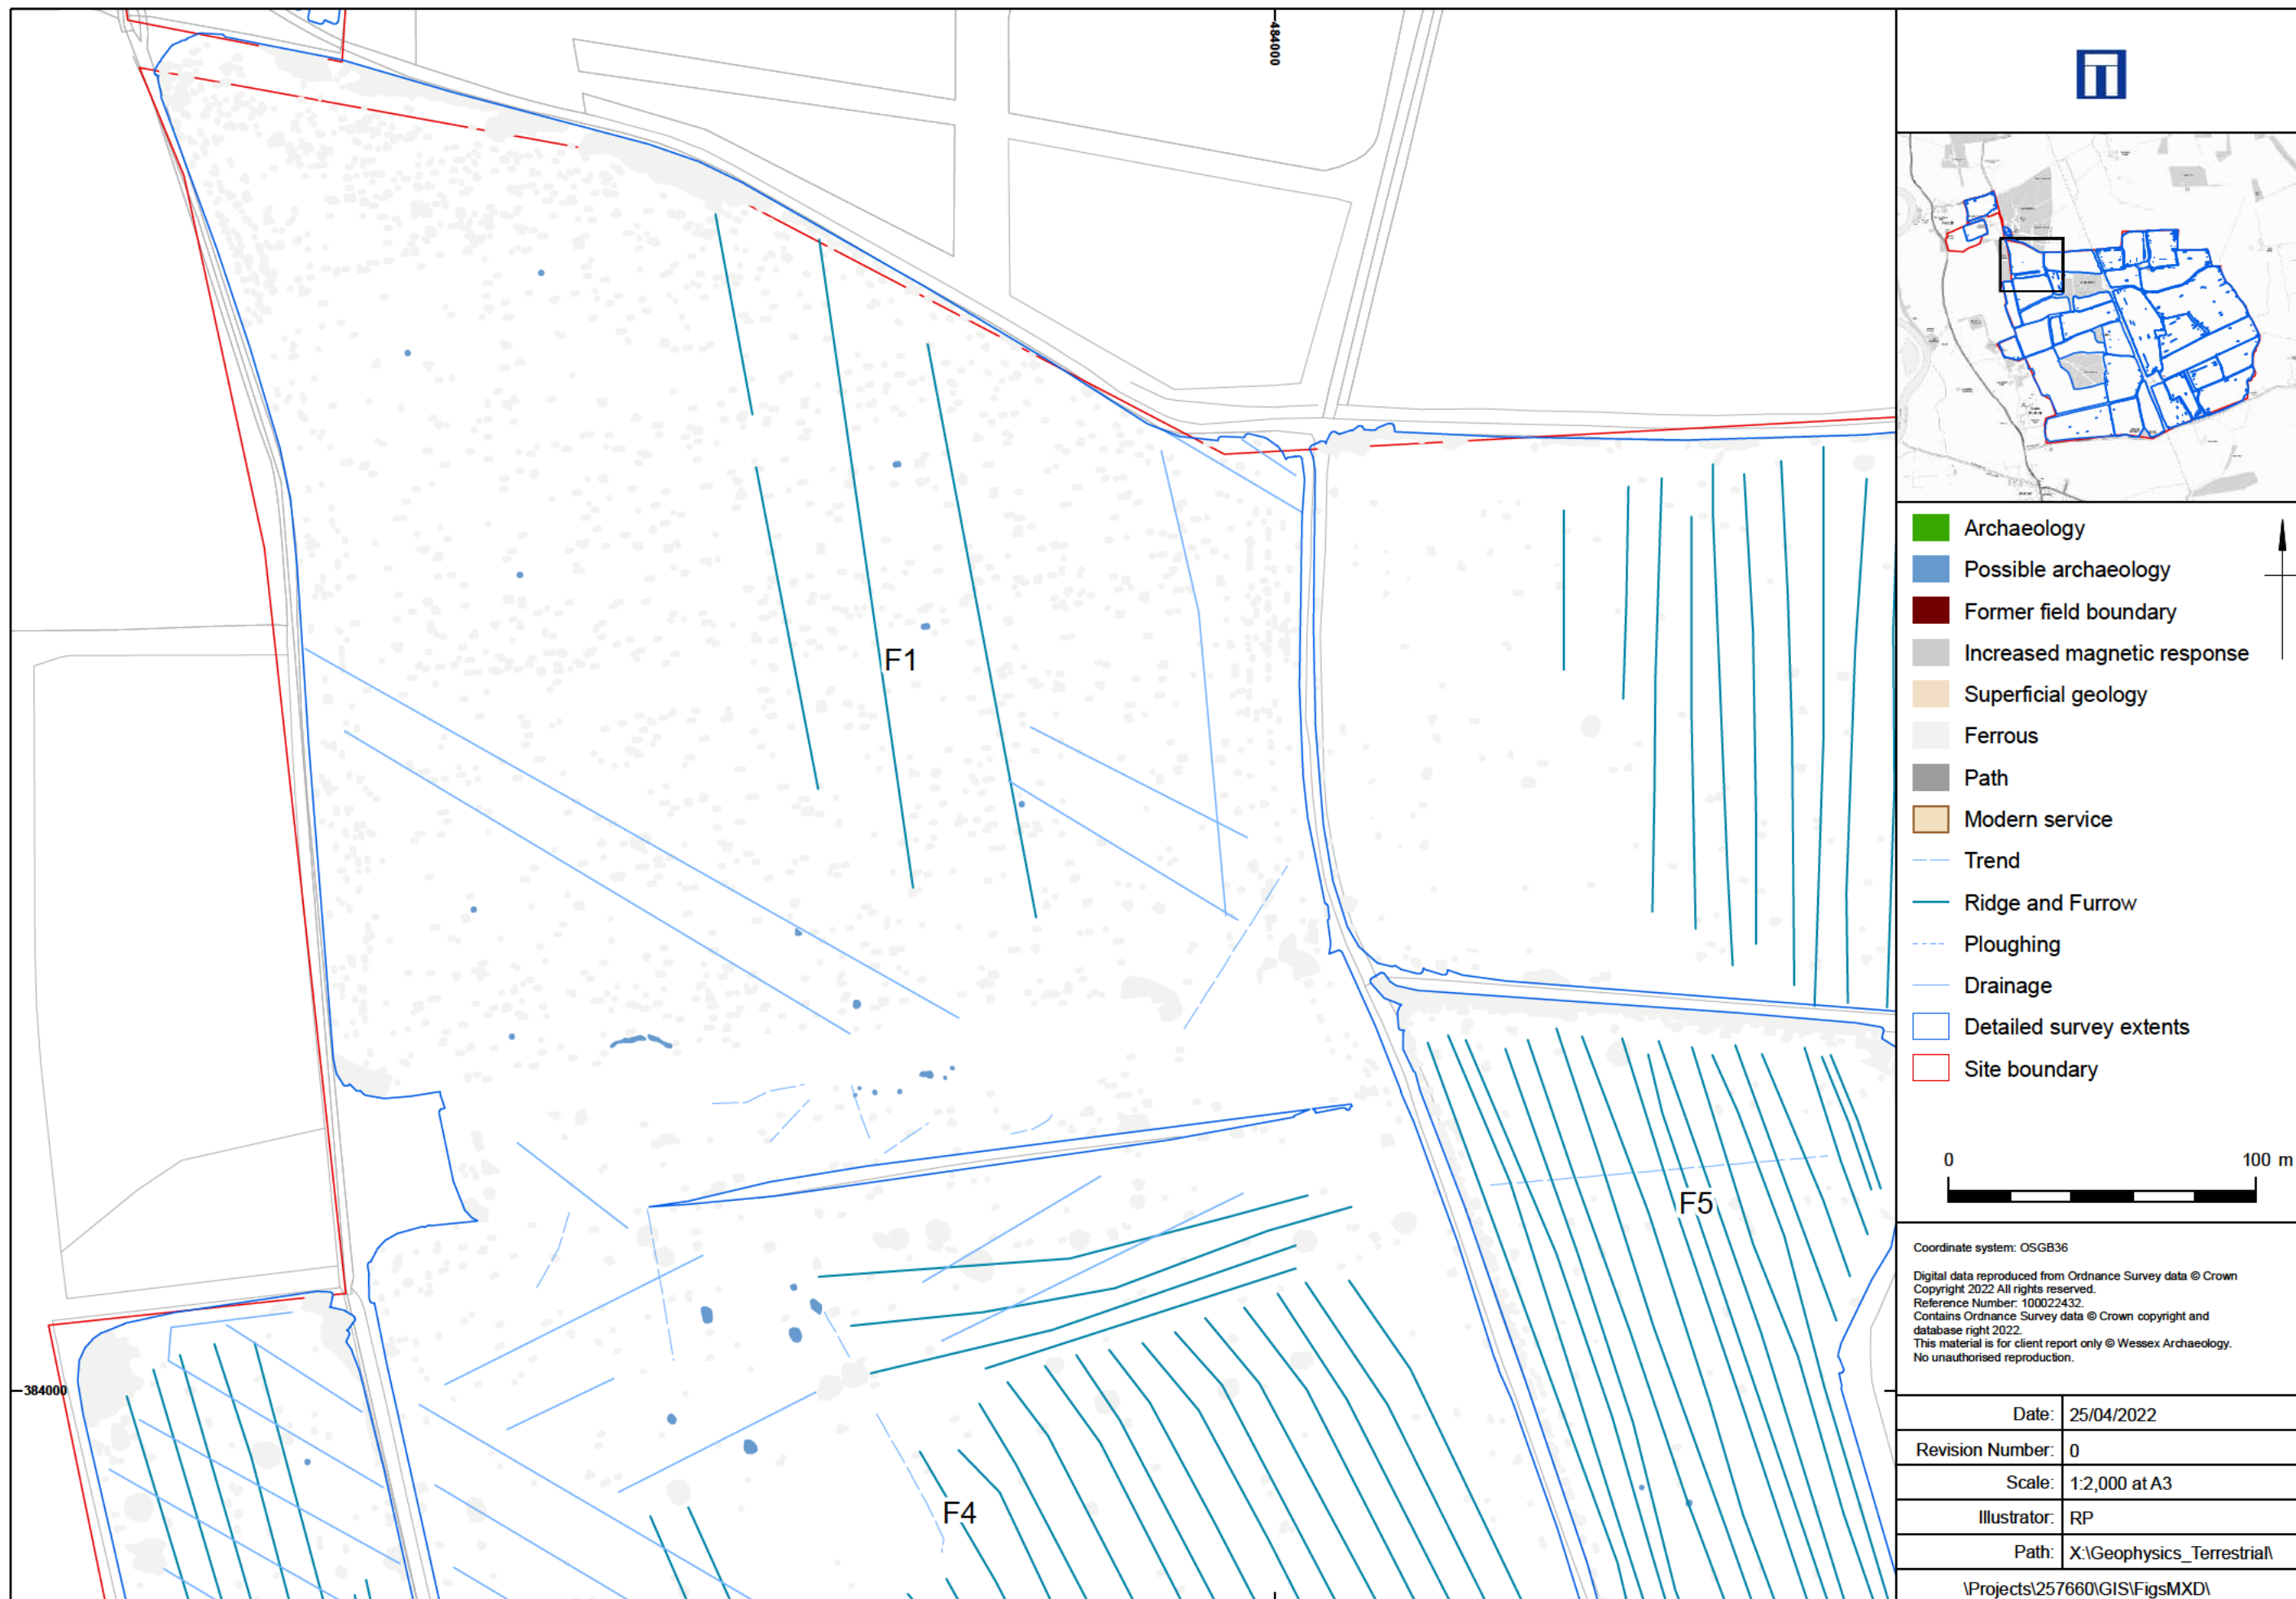 484000
384000
F1
F5
F4
Archaeology
Possible archaeology
Former field boundary
Increased magnetic response
Superficial geology
Ferrous
Path
Modern service
Trend
Ridge and Furrow
Ploughing
Drainage
Detailed survey extents
Site boundary
0 100 m
Coordinate system: OSGB36
Digital data reproduced from Ordnance Survey data © Crown
Copyright 2022 All rights reserved.
Reference Number: 100022432.
Contains Ordnance Survey data © Crown copyright and
database right 2022.
This material is for client report only © Wessex Archaeology.
No unauthorised reproduction.
Date: 25/04/2022
Revision Number: 0
Scale: 1:2,000 at A3
Illustrator: RP
Path: X:\Geophysics_Terrestrial\
\Projects\257660\GIS\FigsMXD\